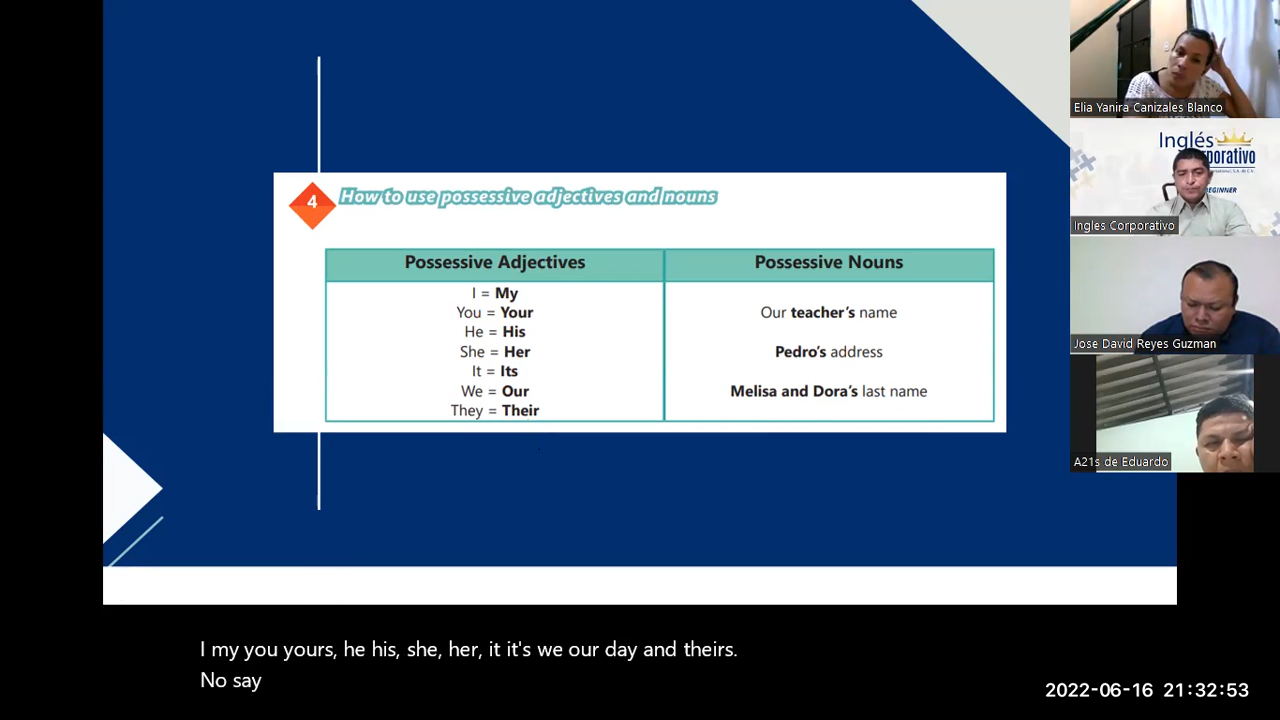 4
How to use possessive adjectives and nouns
Possessive Adjectives
I = My
You = Your
He = His
She = Her
It = Its
We = Our
They = Their
Possessive Nouns
Our teacher's name
Pedro's address
Melisa and Dora's last name
Elia Yanira Canizales Blanco
Inglés
Ingles Corporativo
Jose David Reyes Guzman
A21s de Eduardo
I my you yours, he his, she, her, it it's we our day and theirs.
No say
2022-06-16 21:32:53